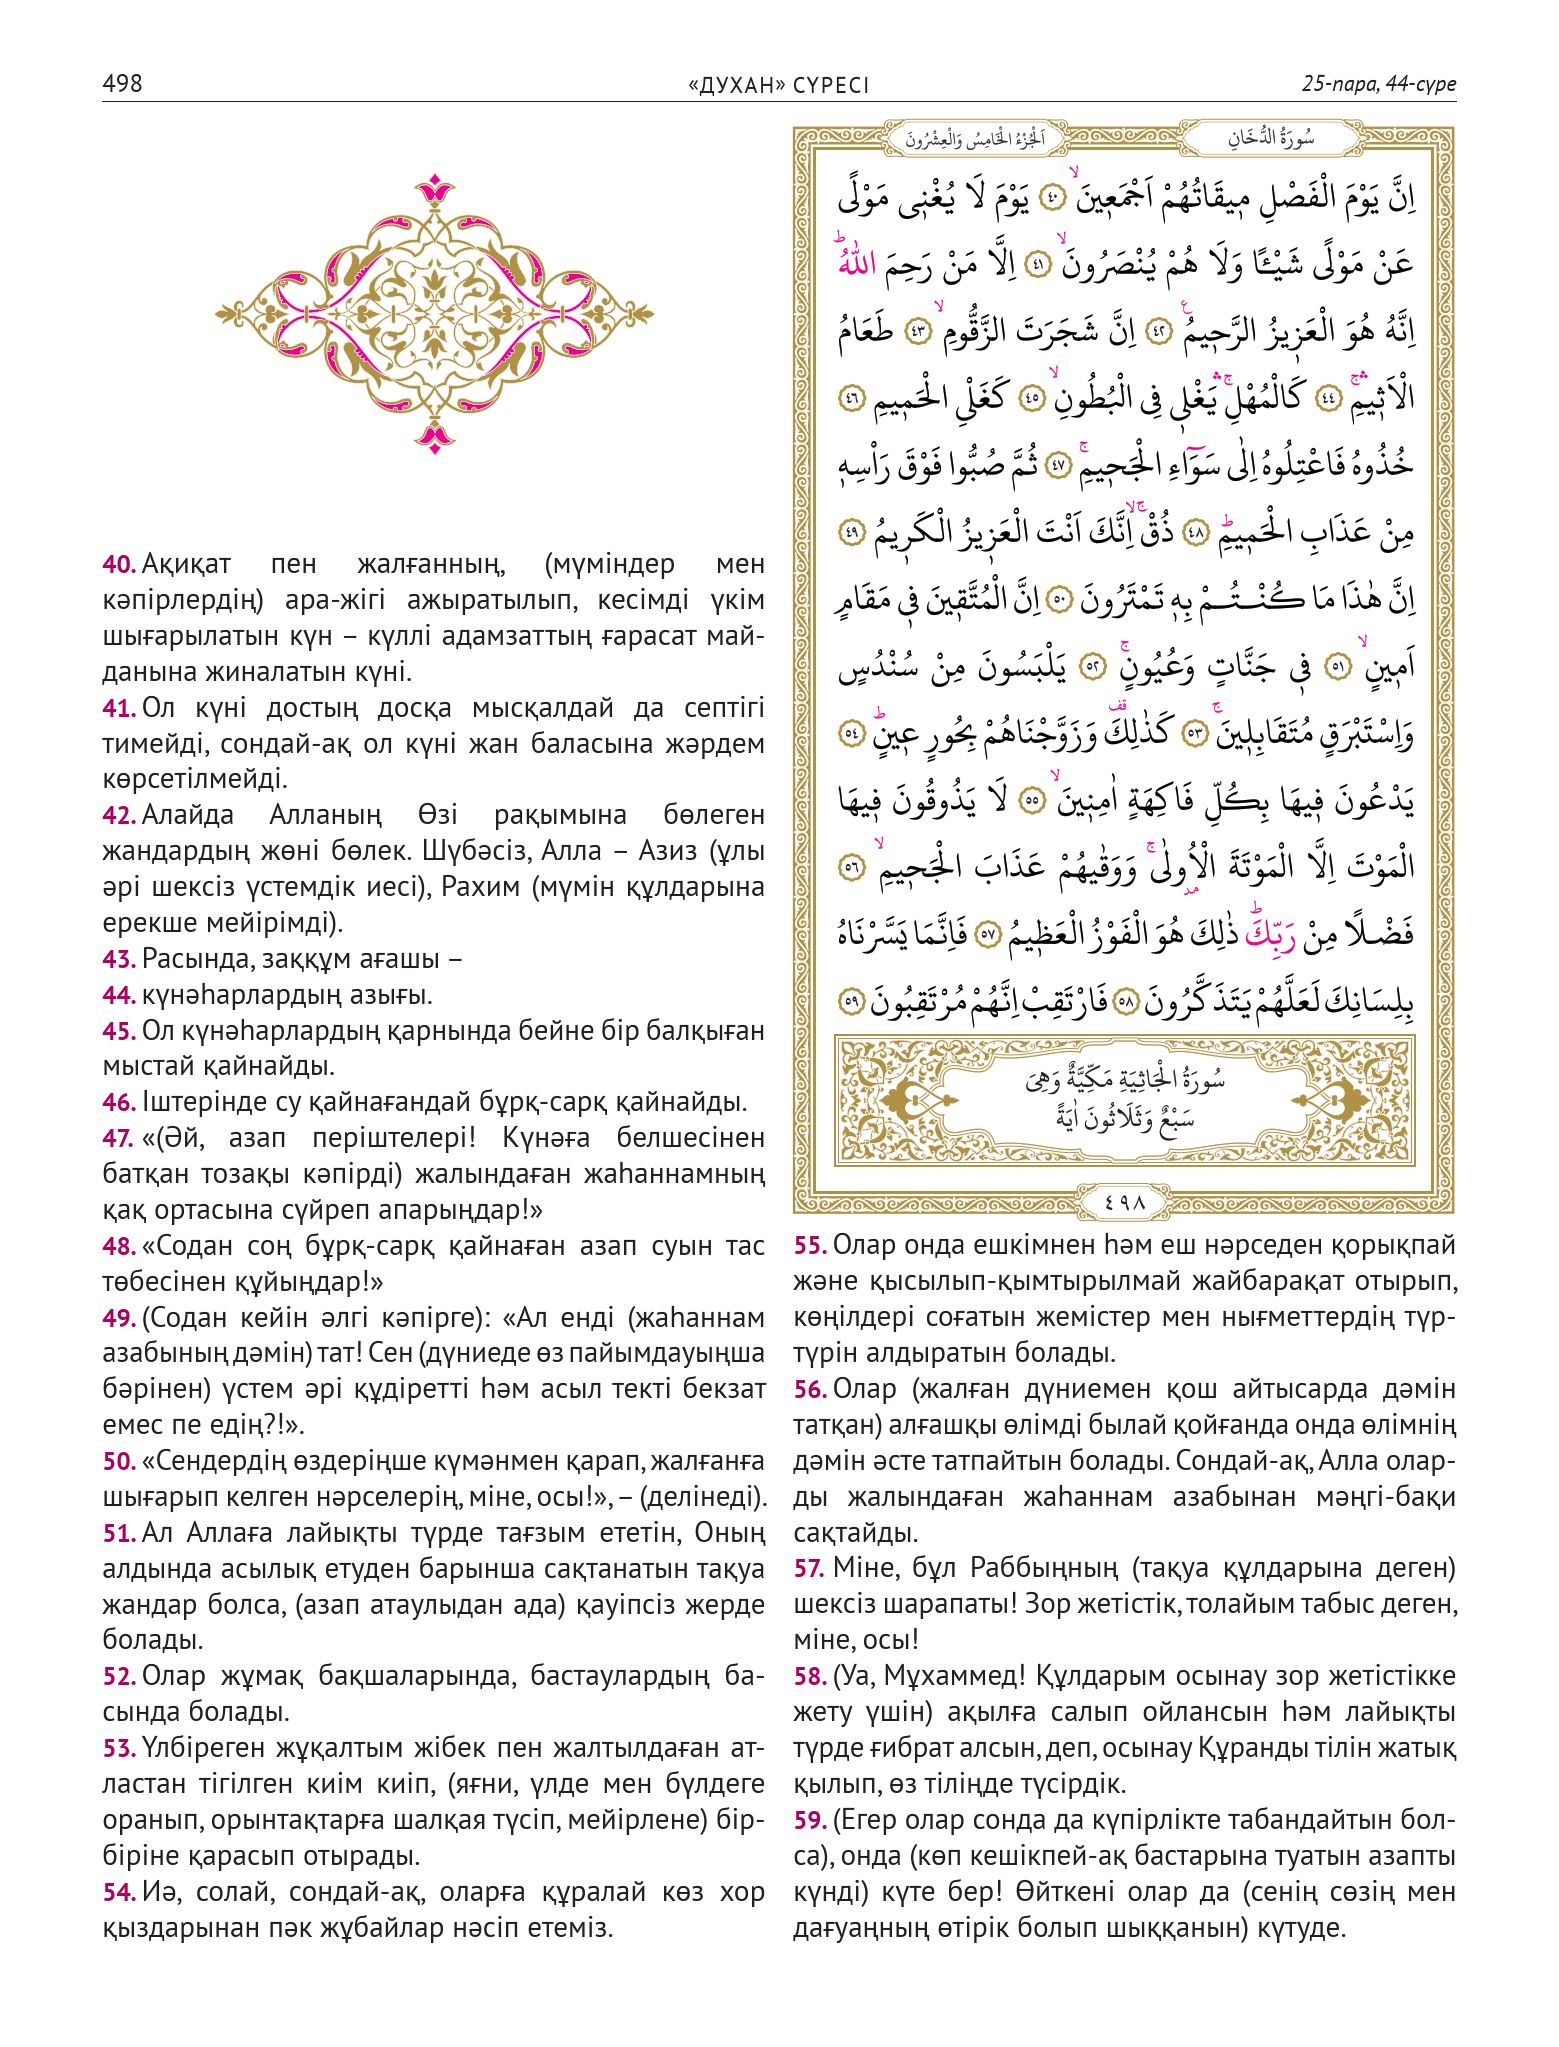 498
«ДУХАН» СҮРЕСІ
25-пара, 44-сүре
40. Ақиқат пен жалғанның, (мүміндер мен
кәпірлердің) ара-жігі ажыратылып, кесімді үкім
шығарылатын күн – күллі адамзаттың ғарасат май-
данына жиналатын күні.
41. Ол күні достың досқа мысқалдай да септігі
тимейді, сондай-ақ ол күні жан баласына жәрдем
көрсетілмейді.
42. Алайда Алланың Өзі рақымына бөлеген
жандардың жөні бөлек. Шүбәсіз, Алла – Азиз (ұлы
әрі шексіз үстемдік иесі), Рахим (мүмін құлдарына
ерекше мейірімді).
43. Расында, заққұм ағашы –
44. күнәһарлардың азығы.
45. Ол күнәһарлардың қарнында бейне бір балқыған
мыстай қайнайды.
46. Іштерінде су қайнағандай бұрқ-сарқ қайнайды.
47. «(Әй, азап періштелері! Күнәға белшесінен
батқан тозақы кәпірді) жалындаған жаһаннамның
қақ ортасына сүйреп апарыңдар!»
48. «Содан соң бұрқ-сарқ қайнаған азап суын тас
төбесінен құйыңдар!»
49. (Содан кейін әлгі кәпірге): «Ал енді (жаһаннам
азабының дәмін) тат! Сен (дүниеде өз пайымдауыңша
бәрінен) үстем әрі құдіретті һәм асыл текті бекзат
емес пе едің?!».
50. «Сендердің өздеріңше күмәнмен қарап, жалғанға
шығарып келген нәрселерің, міне, осы!», – (делінеді).
51. Ал Аллаға лайықты түрде тағзым ететін, Оның
алдында асылық етуден барынша сақтанатын тақуа
жандар болса, (азап атаулыдан ада) қауіпсіз жерде
болады.
52. Олар жұмақ бақшаларында, бастаулардың ба-
сында болады.
53. Үлбіреген жұқалтым жібек пен жалтылдаған ат-
ластан тігілген киім киіп, (яғни, үлде мен бүлдеге
оранып, орынтақтарға шалқая түсіп, мейірлене) бір-
біріне қарасып отырады.
54. Иә, солай, сондай-ақ, оларға құралай көз хор
қыздарынан пәк жұбайлар нәсіп етеміз.
سُورَةُ الدُّخَانِ
اَلْجُزْءُ الْخَامِسُ وَالْعِشْرُونَ
اِنَّ يَوْمَ الْفَصْلِ م۪يقَاتُهُمْ اَجْمَع۪ينَۙ ﴿٤٠﴾ يَوْمَ لَا يُغْن۪ي مَوْلًى
عَنْ مَوْلًى شَيْـًٔا وَلَا هُمْ يُنْصَرُونَۙ ﴿٤١﴾ اِلَّا مَنْ رَحِمَ اللّٰهُۜ
اِنَّهُ هُوَ الْعَز۪يزُ الرَّح۪يمُ۟ ﴿٤٢﴾ اِنَّ شَجَرَتَ الزَّقُّومِۙ ﴿٤٣﴾ طَعَامُ
الْاَث۪يمِۚۛ ﴿٤٤﴾ كَالْمُهْلِۚۛ يَغْل۪ي فِي الْبُطُونِۙ ﴿٤٥﴾ كَغَلْيِ الْحَم۪يمِ ﴿٤٦﴾
خُذُوهُ فَاعْتِلُوهُ اِلٰى سَوَٓاءِ الْجَح۪يمِۚ ﴿٤٧﴾ ثُمَّ صُبُّوا فَوْقَ رَاْسِه۪
مِنْ عَذَابِ الْحَم۪يمِۜ ﴿٤٨﴾ ذُقْۚۙ اِنَّكَ اَنْتَ الْعَز۪يزُ الْكَر۪يمُ ﴿٤٩﴾
اِنَّ هٰذَا مَا كُنْتُمْ بِه۪ تَمْتَرُونَ ﴿٥٠﴾ اِنَّ الْمُتَّق۪ينَ ف۪ي مَقَامٍ
اَم۪ينٍۙ ﴿٥١﴾ ف۪ي جَنَّاتٍ وَعُيُونٍۚ ﴿٥٢﴾ يَلْبَسُونَ مِنْ سُنْدُسٍ
وَاِسْتَبْرَقٍ مُتَقَابِل۪ينَۚ ﴿٥٣﴾ كَذٰلِكَ۠ وَزَوَّجْنَاهُمْ بِحُورٍ ع۪ينٍۜ ﴿٥٤﴾
يَدْعُونَ ف۪يهَا بِكُلِّ فَاكِهَةٍ اٰمِن۪ينَۙ ﴿٥٥﴾ لَا يَذُوقُونَ ف۪يهَا
الْمَوْتَ اِلَّا الْمَوْتَةَ الْاُو۫لٰىۚ وَوَقٰيهُمْ عَذَابَ الْجَح۪يمِۙ ﴿٥٦﴾
فَضْلًا مِنْ رَبِّكَۜ ذٰلِكَ هُوَ الْفَوْزُ الْعَظ۪يمُ ﴿٥٧﴾ فَاِنَّمَا يَسَّرْنَاهُ
بِلِسَانِكَ لَعَلَّهُمْ يَتَذَكَّرُونَ ﴿٥٨﴾ فَارْتَقِبْ اِنَّهُمْ مُرْتَقِبُونَ ﴿٥٩﴾
سُورَةُ الْجَاثِيَةِ مَكِّيَّةٌ وَهِيَ
سَبْعٌ وَثَلَاثُونَ اٰيَةً
٤٩٨
55. Олар онда ешкімнен һәм еш нәрседен қорықпай
және қысылып-қымтырылмай жайбарақат отырып,
көңілдері соғатын жемістер мен нығметтердің түр-
түрін алдыратын болады.
56. Олар (жалған дүниемен қош айтысарда дәмін
татқан) алғашқы өлімді былай қойғанда онда өлімнің
дәмін әсте татпайтын болады. Сондай-ақ, Алла олар-
ды жалындаған жаһаннам азабынан мәңгі-бақи
сақтайды.
57. Міне, бұл Раббыңның (тақуа құлдарына деген)
шексіз шарапаты! Зор жетістік, толайым табыс деген,
міне, осы!
58. (Уа, Мұхаммед! Құлдарым осынау зор жетістікке
жету үшін) ақылға салып ойлансын һәм лайықты
түрде ғибрат алсын, деп, осынау Құранды тілін жатық
қылып, өз тіліңде түсірдік.
59. (Егер олар сонда да күпірлікте табандайтын бол-
са), онда (көп кешікпей-ақ бастарына туатын азапты
күнді) күте бер! Өйткені олар да (сенің сөзің мен
дағуаңның өтірік болып шыққанын) күтуде.